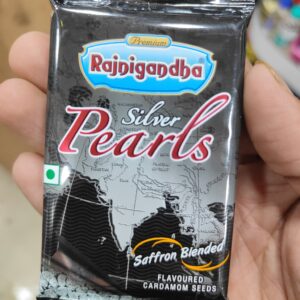 Premium
Rajnigandha
Silver
Pearls
Saffron Blended
FLAVOURED
CARDAMOM SEEDS